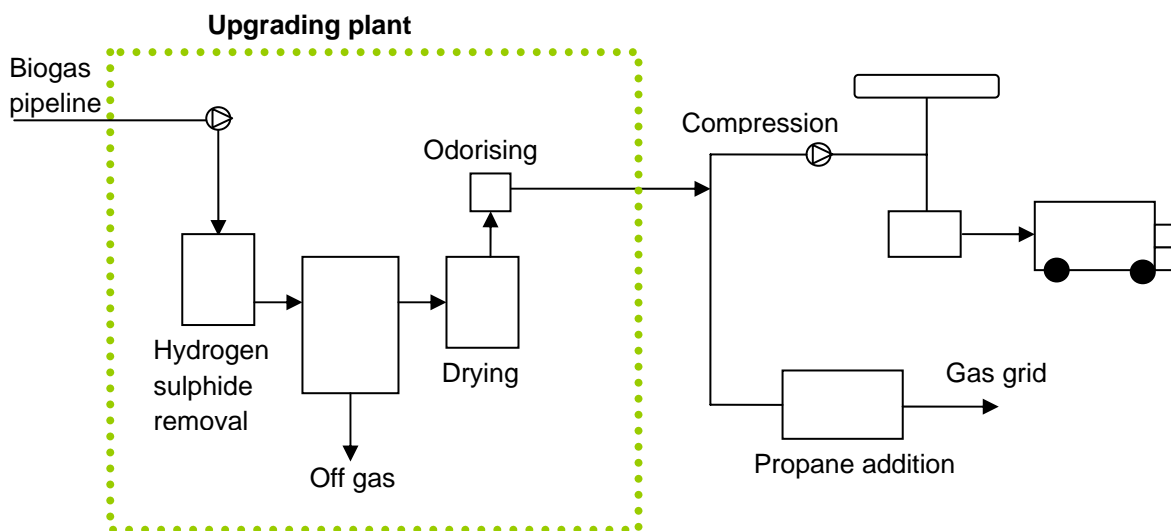 Upgrading plant
Biogas
pipeline
Compression
Odorising
Hydrogen
sulphide
removal
Drying
Gas grid
Propane addition
Off gas